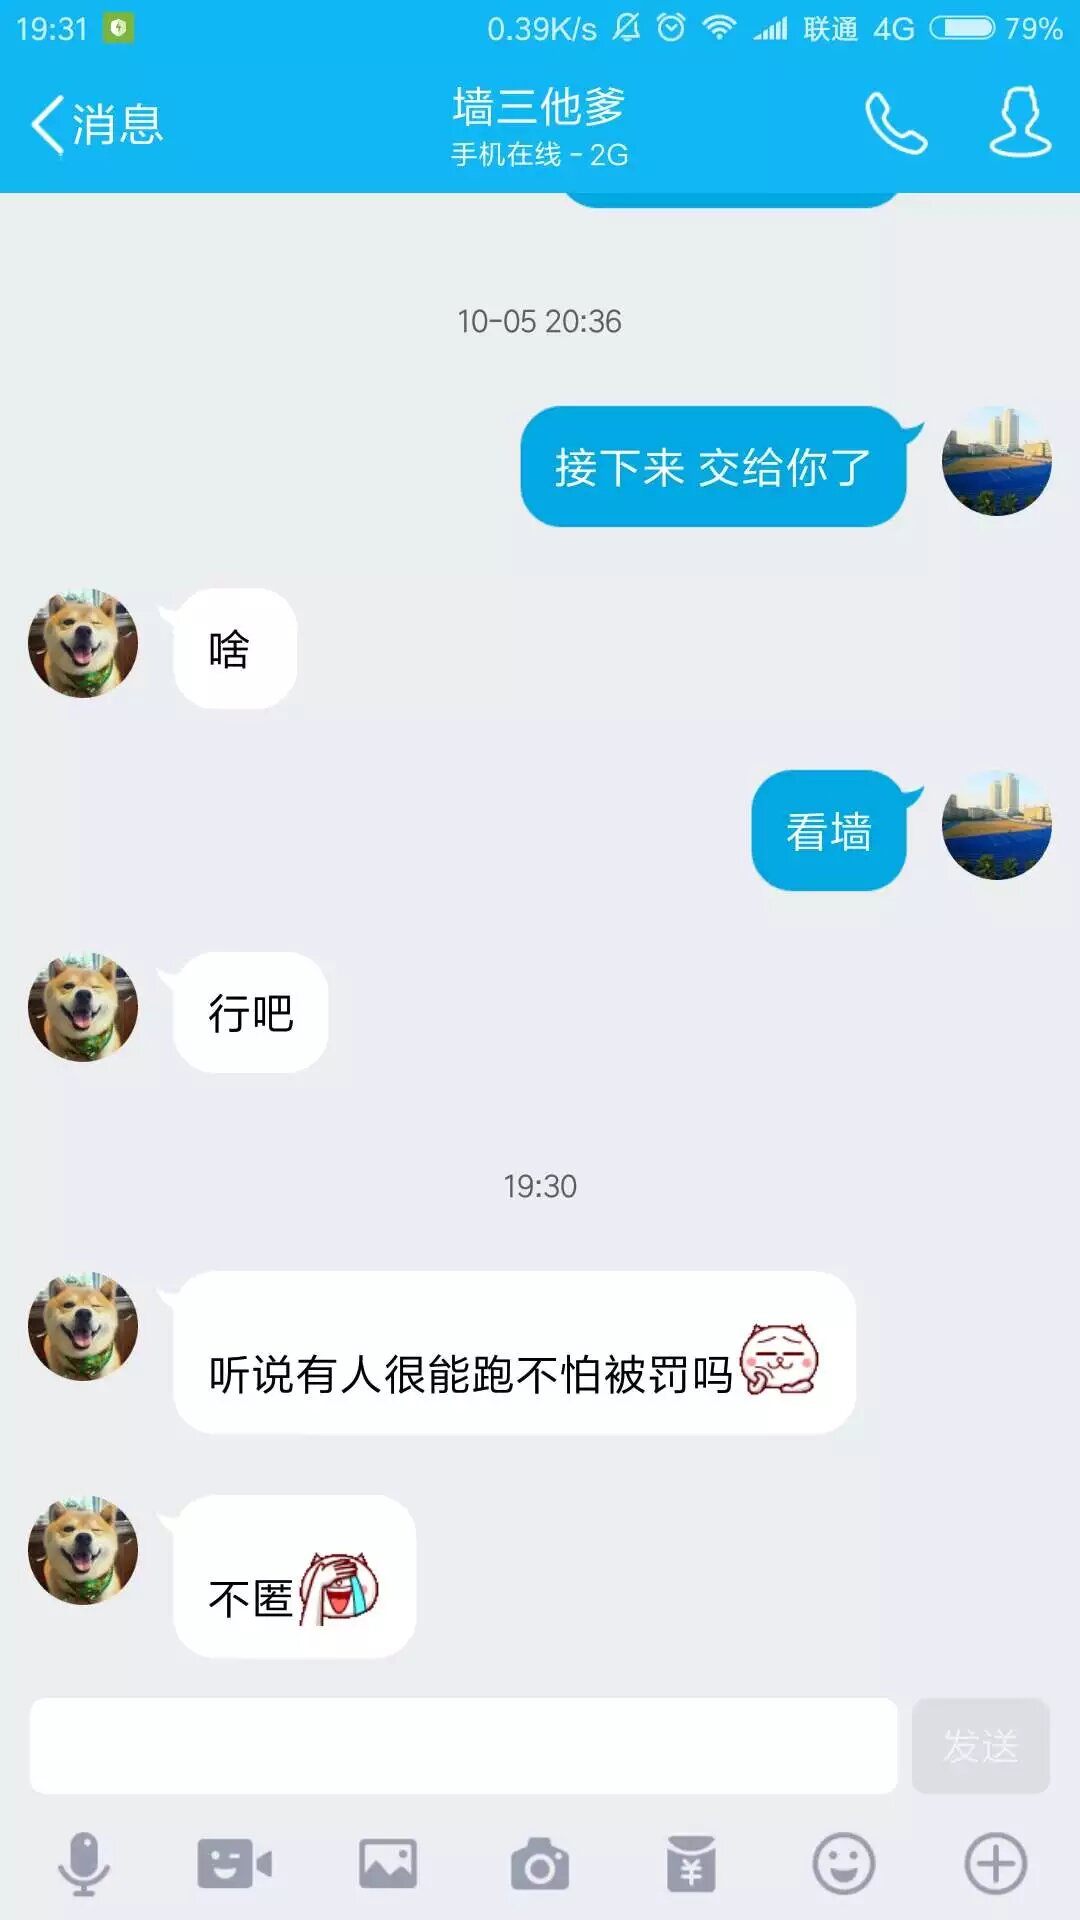 19:31 0.39K/s 联通 4G 79%
消息
墙三他爹
手机在线 - 2G
10-05 20:36
接下来 交给你了
啥
看墙
行吧
19:30
听说有人很能跑不怕被罚吗
不匿
发送